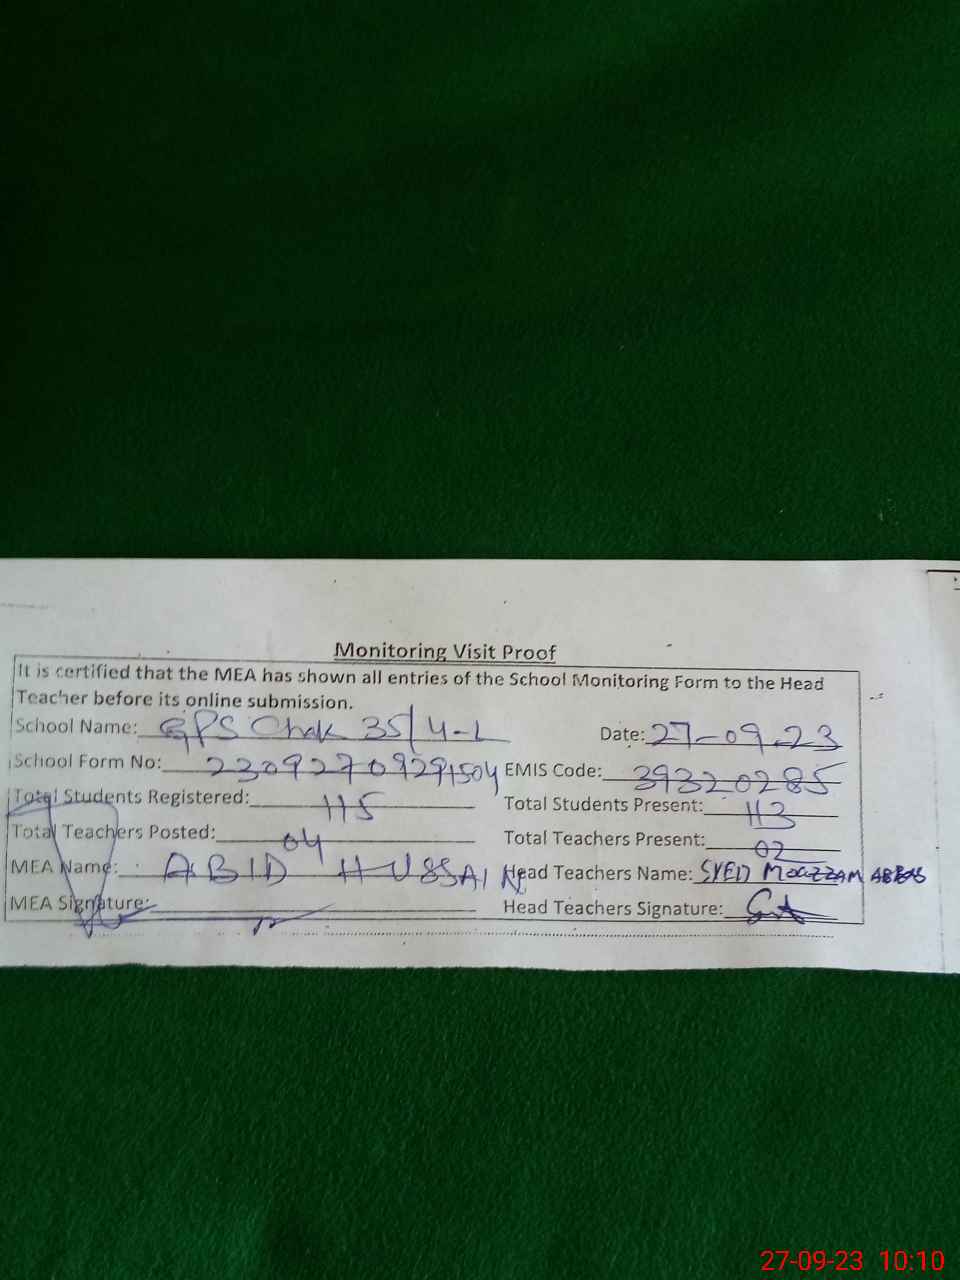 Monitoring Visit Proof
It is certified that the MEA has shown all entries of the School Monitoring Form to the Head
Teacher before its online submission.
School Name: GPS Chak 35/4-L Date: 27-09-23
School Form No: EMIS Code: 39320285
Total Students Registered: 115 Total Students Present: 113
Total Teachers Posted: 04 Total Teachers Present: 02
MEA Name: ABID HUSSAIN Head Teachers Name: SYED MOAZZAM ABBAS
MEA Signature: Head Teachers Signature:
27-09-23 10:10